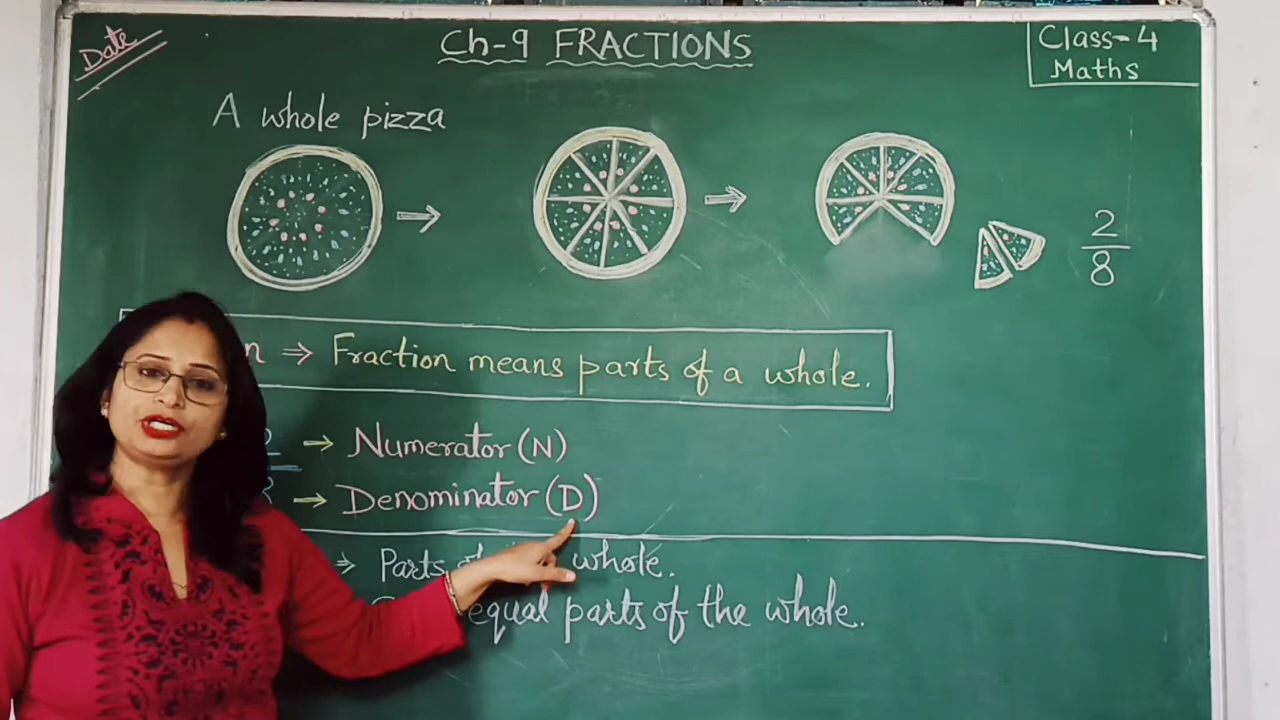 Date
Ch-9 FRACTIONS
Class-4
Maths
A whole pizza
2
8
n ⇒ Fraction means parts of a whole.
→ Numerator (N)
→ Denominator (D)
⇒ Parts whole.
equal parts of the whole.